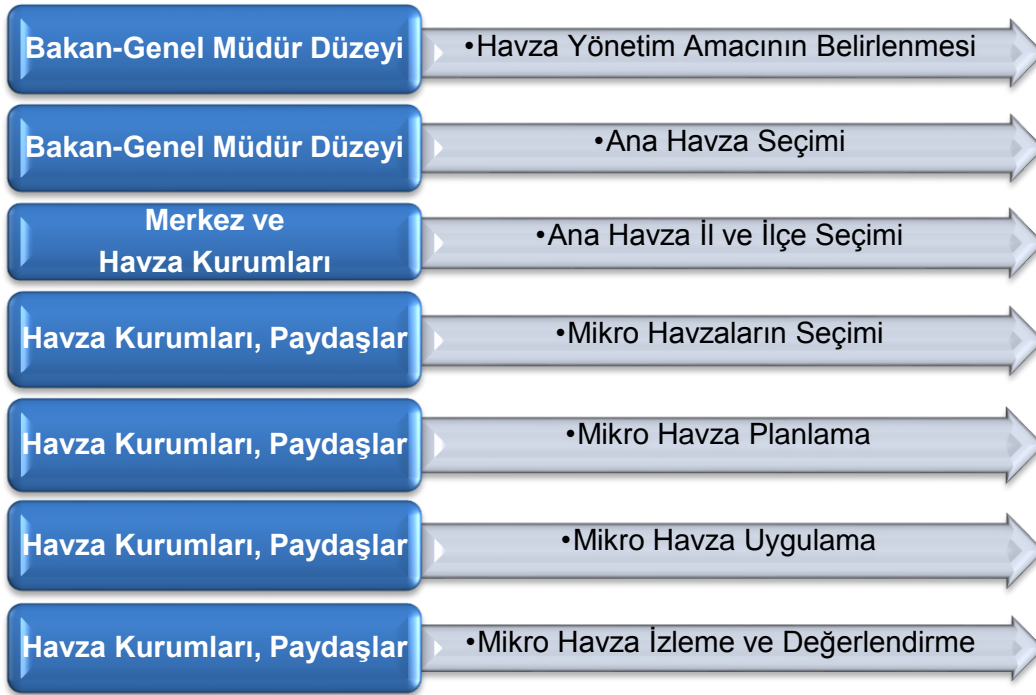 Bakan-Genel Müdür Düzeyi
•Havza Yönetim Amacının Belirlenmesi
Bakan-Genel Müdür Düzeyi
•Ana Havza Seçimi
Merkez ve
Havza Kurumları
•Ana Havza İl ve İlçe Seçimi
Havza Kurumları, Paydaşlar
•Mikro Havzaların Seçimi
Havza Kurumları, Paydaşlar
•Mikro Havza Planlama
Havza Kurumları, Paydaşlar
•Mikro Havza Uygulama
Havza Kurumları, Paydaşlar
•Mikro Havza İzleme ve Değerlendirme